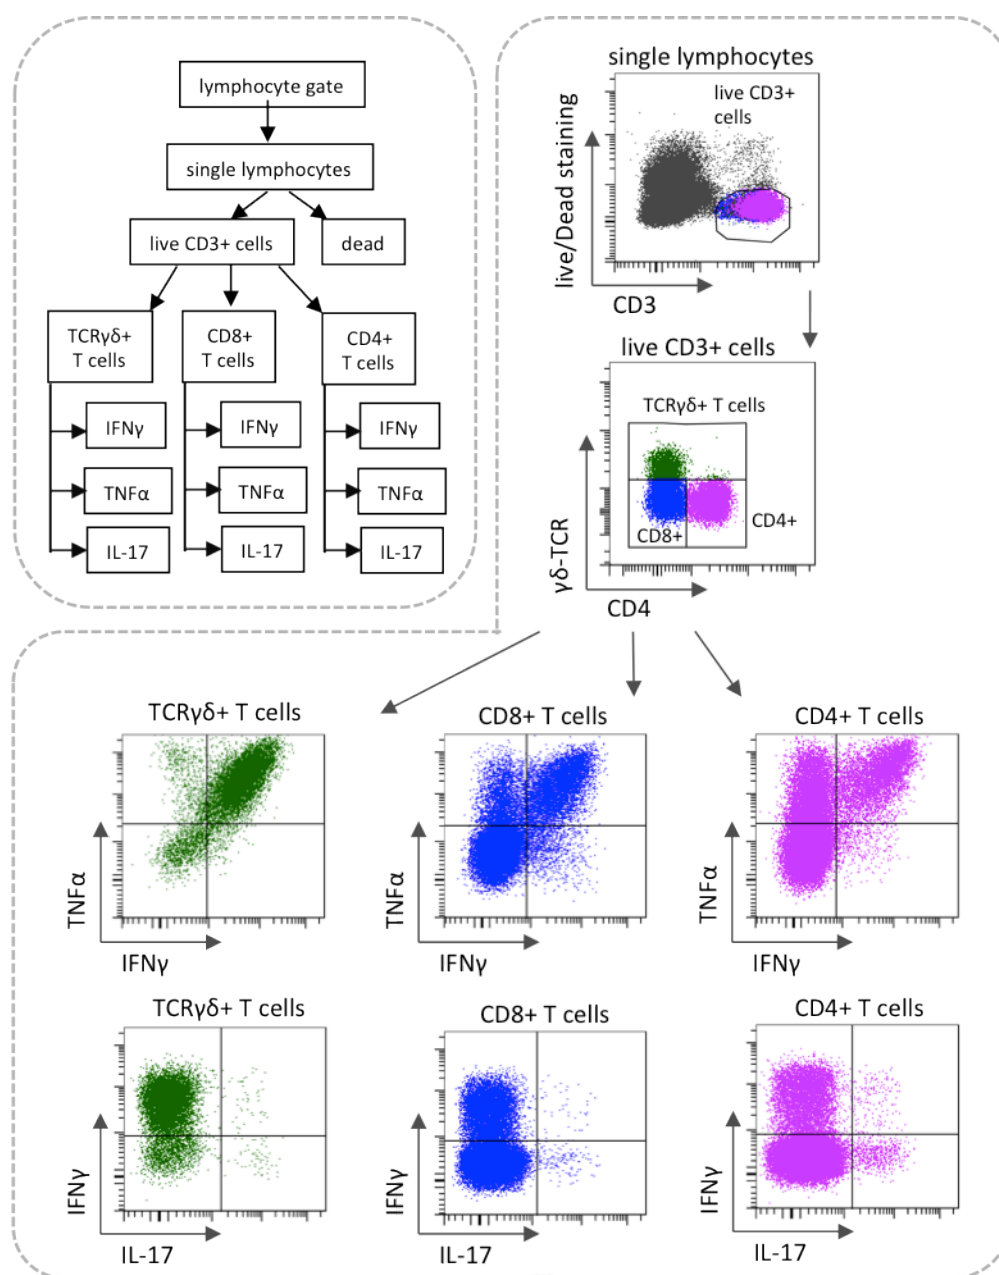 lymphocyte gate
single lymphocytes
live CD3+ cells
dead
TCRγδ+
T cells
CD8+
T cells
CD4+
T cells
IFNγ
IFNγ
IFNγ
TNFα
TNFα
TNFα
IL-17
IL-17
IL-17
single lymphocytes
live CD3+
cells
live/Dead staining
CD3
live CD3+ cells
TCRγδ+ T cells
CD8+
CD4+
γδ-TCR
CD4
TCRγδ+ T cells
TNFα
IFNγ
CD8+ T cells
TNFα
IFNγ
CD4+ T cells
TNFα
IFNγ
TCRγδ+ T cells
IFNγ
IL-17
CD8+ T cells
IFNγ
IL-17
CD4+ T cells
IFNγ
IL-17